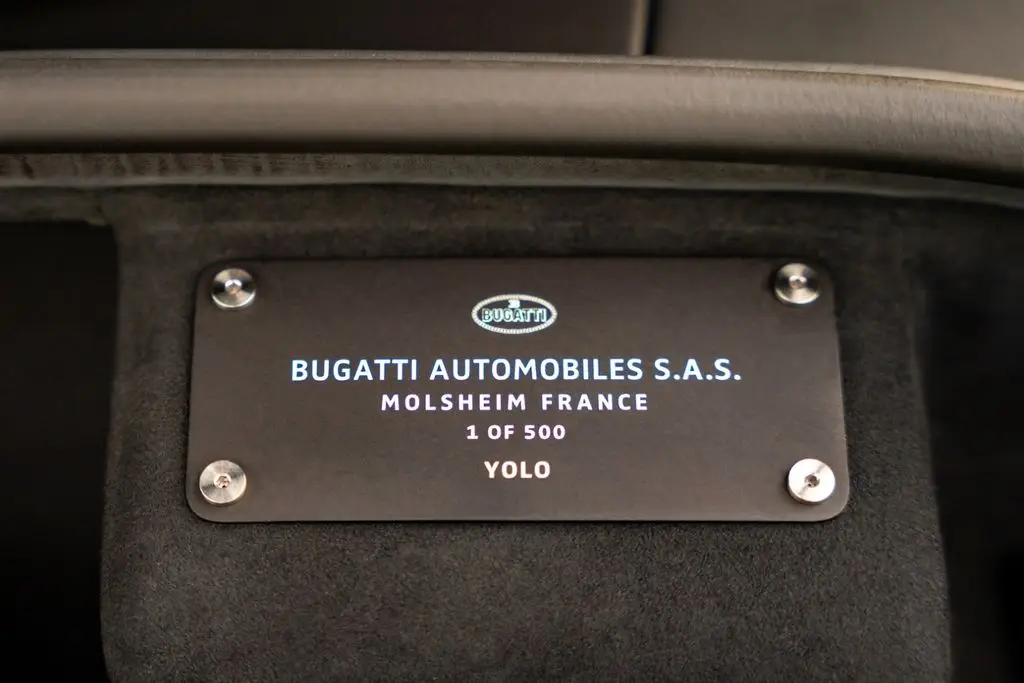 BUGATTI
BUGATTI AUTOMOBILES S.A.S.
MOLSHEIM FRANCE
1 OF 500
YOLO